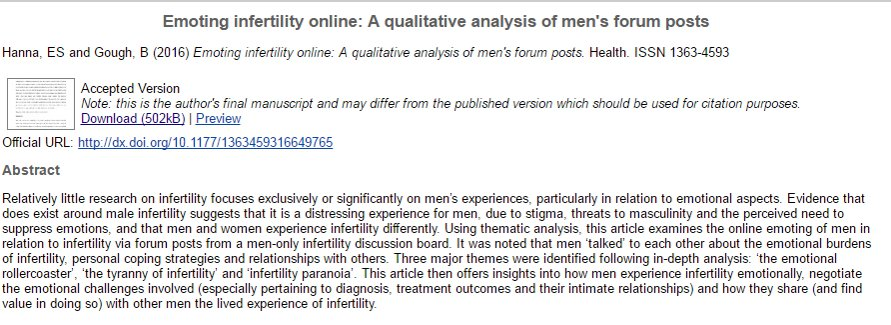 Emoting infertility online: A qualitative analysis of men's forum posts
Hanna, ES and Gough, B (2016) Emoting infertility online: A qualitative analysis of men's forum posts. Health. ISSN 1363-4593
Accepted Version
Note: this is the author's final manuscript and may differ from the published version which should be used for citation purposes.
Download (502kB) | Preview
Official URL: http://dx.doi.org/10.1177/1363459316649765
Abstract
Relatively little research on infertility focuses exclusively or significantly on men's experiences, particularly in relation to emotional aspects. Evidence that
does exist around male infertility suggests that it is a distressing experience for men, due to stigma, threats to masculinity and the perceived need to
suppress emotions, and that men and women experience infertility differently. Using thematic analysis, this article examines the online emoting of men in
relation to infertility via forum posts from a men-only infertility discussion board. It was noted that men 'talked' to each other about the emotional burdens
of infertility, personal coping strategies and relationships with others. Three major themes were identified following in-depth analysis: 'the emotional
rollercoaster', 'the tyranny of infertility' and 'infertility paranoia'. This article then offers insights into how men experience infertility emotionally, negotiate
the emotional challenges involved (especially pertaining to diagnosis, treatment outcomes and their intimate relationships) and how they share (and find
value in doing so) with other men the lived experience of infertility.